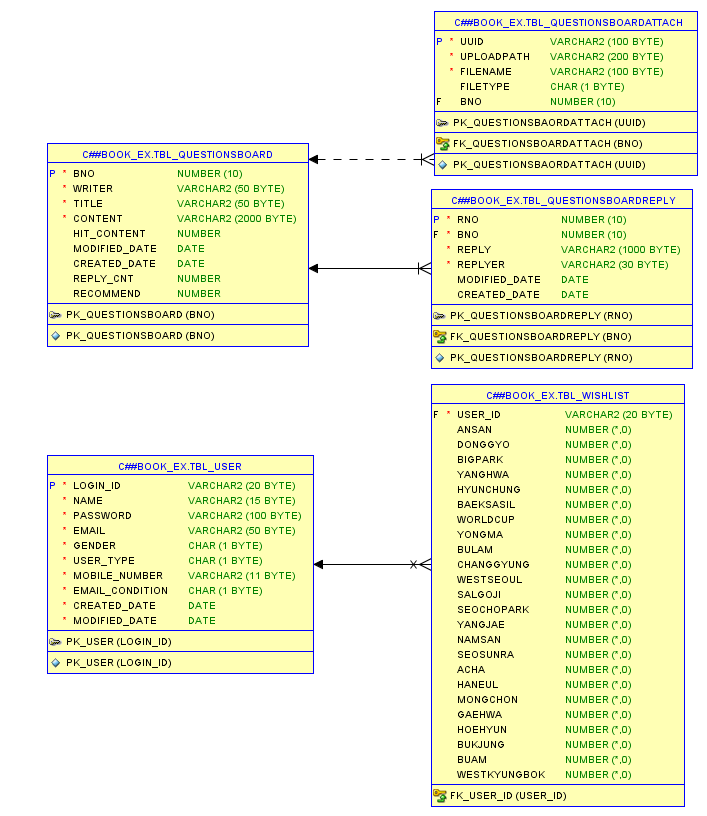 C##BOOK_EX.TBL_QUESTIONSBOARDATTACH
P * UUID VARCHAR2 (100 BYTE)
* UPLOADPATH VARCHAR2 (200 BYTE)
* FILENAME VARCHAR2 (100 BYTE)
FILETYPE CHAR (1 BYTE)
F BNO NUMBER (10)
PK_QUESTIONSBAORDATTACH (UUID)
FK_QUESTIONSBOARDATTACH (BNO)
PK_QUESTIONSBAORDATTACH (UUID)
C##BOOK_EX.TBL_QUESTIONSBOARD
P * BNO NUMBER (10)
* WRITER VARCHAR2 (50 BYTE)
* TITLE VARCHAR2 (50 BYTE)
* CONTENT VARCHAR2 (2000 BYTE)
HIT_CONTENT NUMBER
MODIFIED_DATE DATE
CREATED_DATE DATE
REPLY_CNT NUMBER
RECOMMEND NUMBER
PK_QUESTIONSBOARD (BNO)
PK_QUESTIONSBOARD (BNO)
C##BOOK_EX.TBL_QUESTIONSBOARDREPLY
P * RNO NUMBER (10)
F * BNO NUMBER (10)
* REPLY VARCHAR2 (1000 BYTE)
* REPLYER VARCHAR2 (30 BYTE)
MODIFIED_DATE DATE
CREATED_DATE DATE
PK_QUESTIONSBOARDREPLY (RNO)
FK_QUESTIONSBOARDREPLY (BNO)
PK_QUESTIONSBOARDREPLY (RNO)
C##BOOK_EX.TBL_USER
P * LOGIN_ID VARCHAR2 (20 BYTE)
* NAME VARCHAR2 (15 BYTE)
* PASSWORD VARCHAR2 (100 BYTE)
* EMAIL VARCHAR2 (50 BYTE)
* GENDER CHAR (1 BYTE)
* USER_TYPE CHAR (1 BYTE)
* MOBILE_NUMBER VARCHAR2 (11 BYTE)
* EMAIL_CONDITION CHAR (1 BYTE)
* CREATED_DATE DATE
* MODIFIED_DATE DATE
PK_USER (LOGIN_ID)
PK_USER (LOGIN_ID)
C##BOOK_EX.TBL_WISHLIST
F * USER_ID VARCHAR2 (20 BYTE)
ANSAN NUMBER (*,0)
DONGGYO NUMBER (*,0)
BIGPARK NUMBER (*,0)
YANGHWA NUMBER (*,0)
HYUNCHUNG NUMBER (*,0)
BAEKSASIL NUMBER (*,0)
WORLDCUP NUMBER (*,0)
YONGMA NUMBER (*,0)
BULAM NUMBER (*,0)
CHANGGYUNG NUMBER (*,0)
WESTSEOUL NUMBER (*,0)
SALGOJI NUMBER (*,0)
SEOCHOPARK NUMBER (*,0)
YANGJAE NUMBER (*,0)
NAMSAN NUMBER (*,0)
SEOSUNRA NUMBER (*,0)
ACHA NUMBER (*,0)
HANEUL NUMBER (*,0)
MONGCHON NUMBER (*,0)
GAEHWA NUMBER (*,0)
HOEHYUN NUMBER (*,0)
BUKJUNG NUMBER (*,0)
BUAM NUMBER (*,0)
WESTKYUNGBOK NUMBER (*,0)
FK_USER_ID (USER_ID)